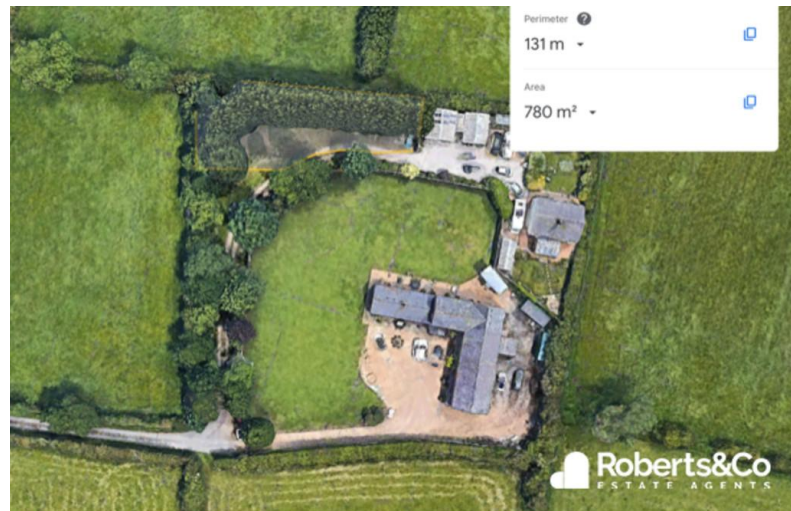 Perimeter ?
131 m
Area
780 m²
Roberts&Co
ESTATE AGENTS